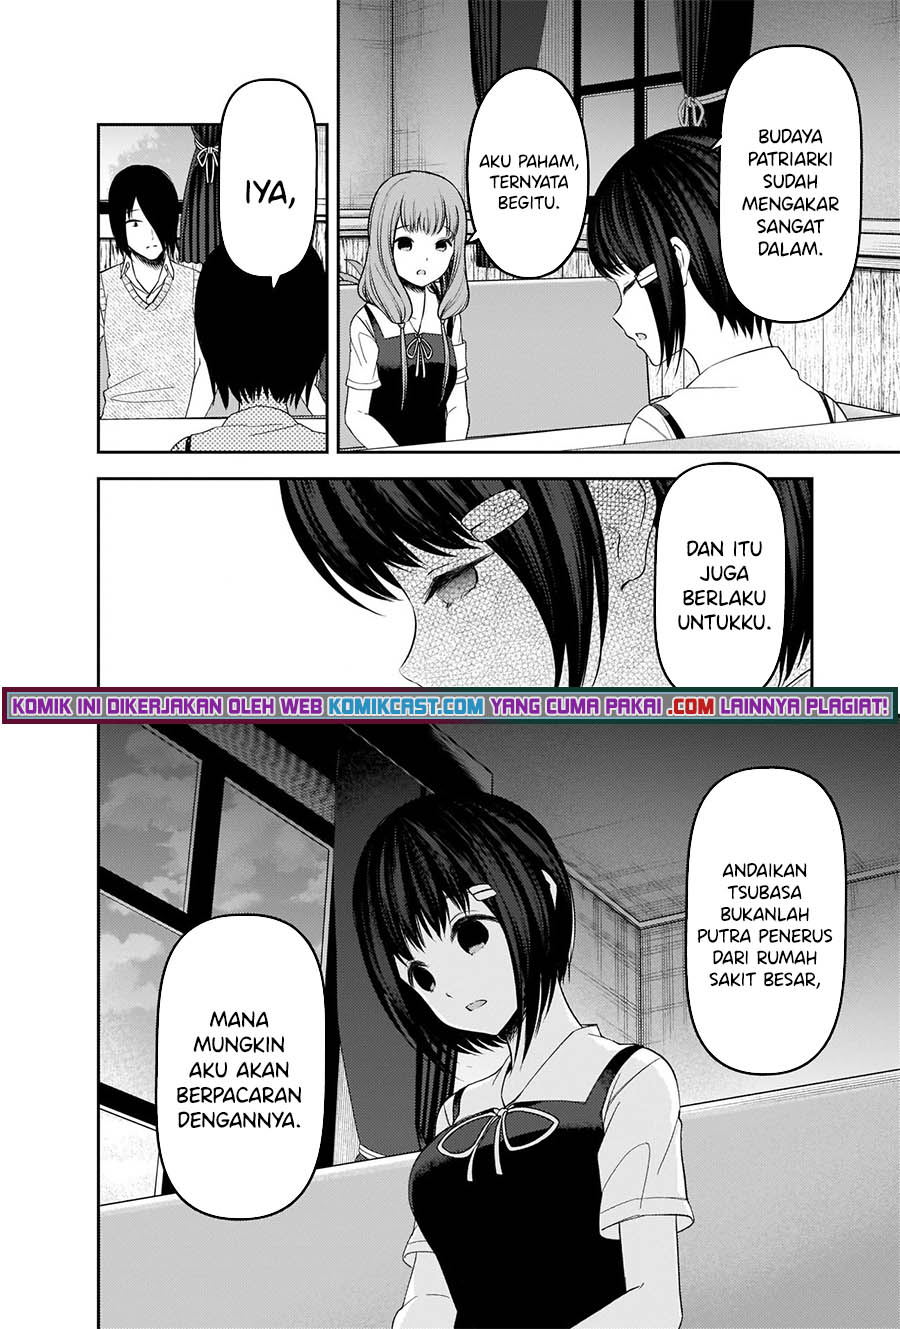 BUDAYA
PATRIARKI
SUDAH
MENGAKAR
SANGAT
DALAM.
AKU PAHAM,
TERNYATA
BEGITU.
IYA,
DAN ITU
JUGA
BERLAKU
UNTUKKU.
KOMIK INI DIKERJAKAN OLEH WEB KOMIKCAST.COM YANG CUMA PAKAI .COM LAINNYA PLAGIAT!
ANDAIKAN
TSUBASA
BUKANLAH
PUTRA PENERUS
DARI RUMAH
SAKIT BESAR,
MANA
MUNGKIN
AKU AKAN
BERPACARAN
DENGANNYA.